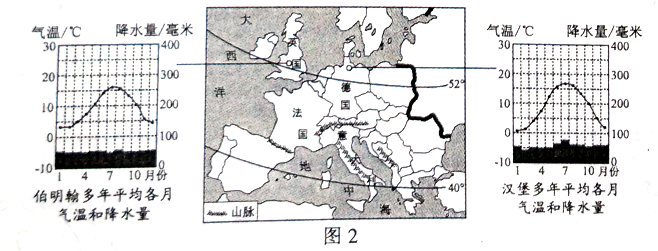 气温/℃ 降水量/毫米
30 400
20 300
10 200
0 100
-10 0
1 4 7 10 月份
伯明翰多年平均各月
气温和降水量
大
西
洋
英
国
德
国
法
国
意
地
中
海
52°
40°
山脉
气温/℃ 降水量/毫米
30 400
20 300
10 200
0 100
-10 0
1 4 7 10 月份
汉堡多年平均各月
气温和降水量
图2